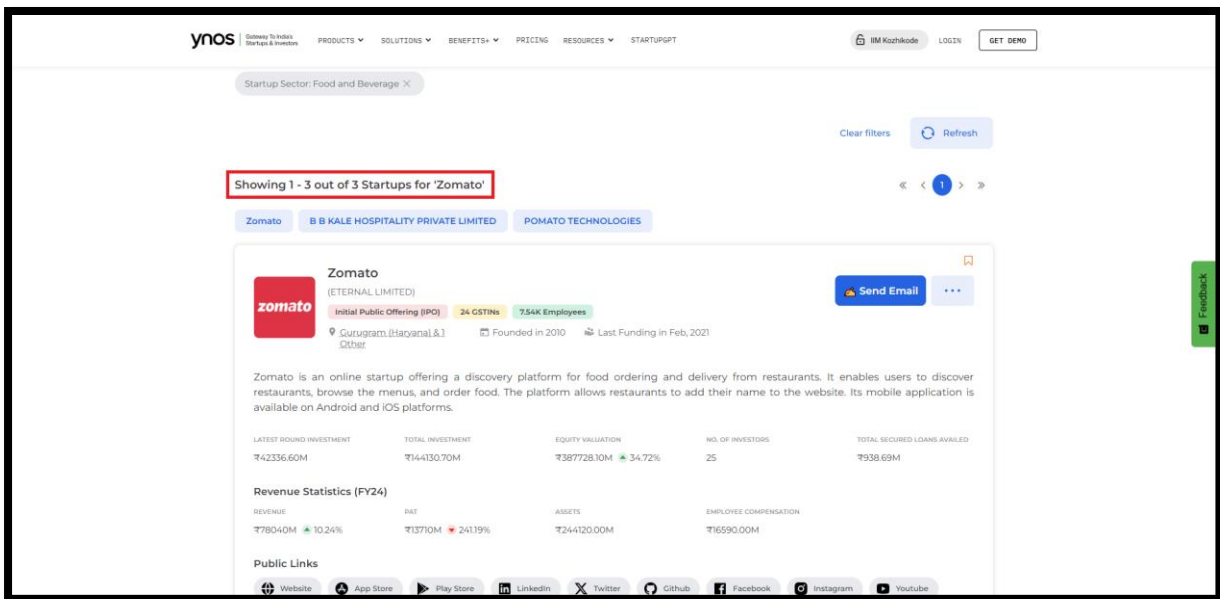 ynos Gateway To India's Startups & Investors PRODUCTS SOLUTIONS BENEFITS+ PRICING RESOURCES STARTUPGPT IIM Kozhikode LOGIN GET DEMO
Startup Sector: Food and Beverage ×
Clear filters Refresh
Showing 1 - 3 out of 3 Startups for 'Zomato' « < 1 > »
Zomato B B KALE HOSPITALITY PRIVATE LIMITED POMATO TECHNOLOGIES
Feedback
zomato
Zomato
(ETERNAL LIMITED)
Send Email ...
Initial Public Offering (IPO) 24 GSTINs 7.54K Employees
Gurugram (Haryana) & 1 Founded in 2010 Last Funding in Feb, 2021
Other
Zomato is an online startup offering a discovery platform for food ordering and delivery from restaurants. It enables users to discover
restaurants, browse the menus, and order food. The platform allows restaurants to add their name to the website. Its mobile application is
available on Android and iOS platforms.
LATEST ROUND INVESTMENT TOTAL INVESTMENT EQUITY VALUATION NO. OF INVESTORS TOTAL SECURED LOANS AVAILED
₹42336.60M ₹144130.70M ₹387728.10M 34.72% 25 ₹938.69M
Revenue Statistics (FY24)
REVENUE PAT ASSETS EMPLOYEE COMPENSATION
₹78040M 10.24% ₹13710M 241.19% ₹244120.00M ₹16590.00M
Public Links
Website App Store Play Store LinkedIn Twitter Github Facebook Instagram Youtube